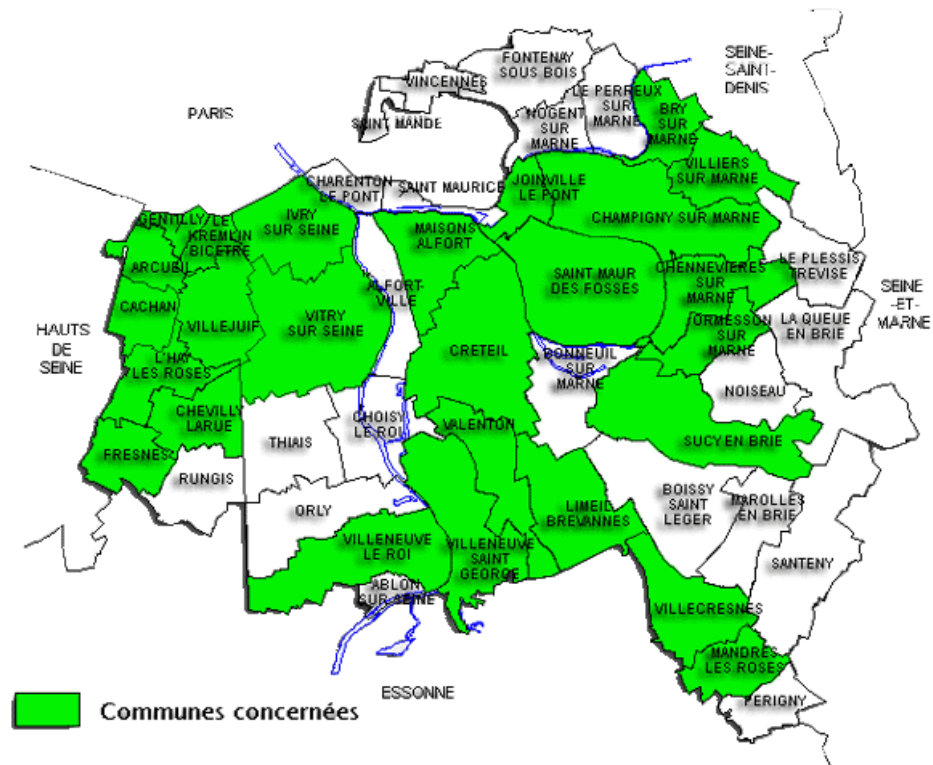 FONTENAY
SOUS BOIS
SEINE-
SAINT-
DENIS
VINCENNES
LE PERREUX
SUR
MARNE
PARIS
SAINT MANDE
NOGENT
SUR
MARNE
BRY
SUR
MARNE
VILLIERS
SUR MARNE
CHARENTON
LE PONT
SAINT MAURICE
JOINVILLE
LE PONT
GENTILLY/LE
KREMLIN
BICETRE
IVRY
SUR SEINE
MAISONS
ALFORT
CHAMPIGNY SUR MARNE
ARCUEIL
ALFORT-
VILLE
SAINT MAUR
DES FOSSES
CHENNEVIERES
SUR
MARNE
LE PLESSIS
TREVISE
CACHAN
VILLEJUIF
VITRY
SUR SEINE
SEINE
-ET-
MARNE
HAUTS
DE
SEINE
CRETEIL
ORMESSON
SUR
MARNE
LA QUEUE
EN BRIE
L'HAY
LES ROSES
BONNEUIL
SUR
MARNE
NOISEAU
CHEVILLY
LARUE
CHOISY
LE ROI
VALENTON
THIAIS
SUCY EN BRIE
FRESNES
RUNGIS
ORLY
LIMEIL
BREVANNES
BOISSY
SAINT
LEGER
MAROLLES
EN BRIE
VILLENEUVE
LE ROI
VILLENEUVE
SAINT
GEORGE
SANTENY
ABLON
SUR SEINE
VILLECRESNES
MANDRES
LES ROSES
ESSONNE
PERIGNY
Communes concernées